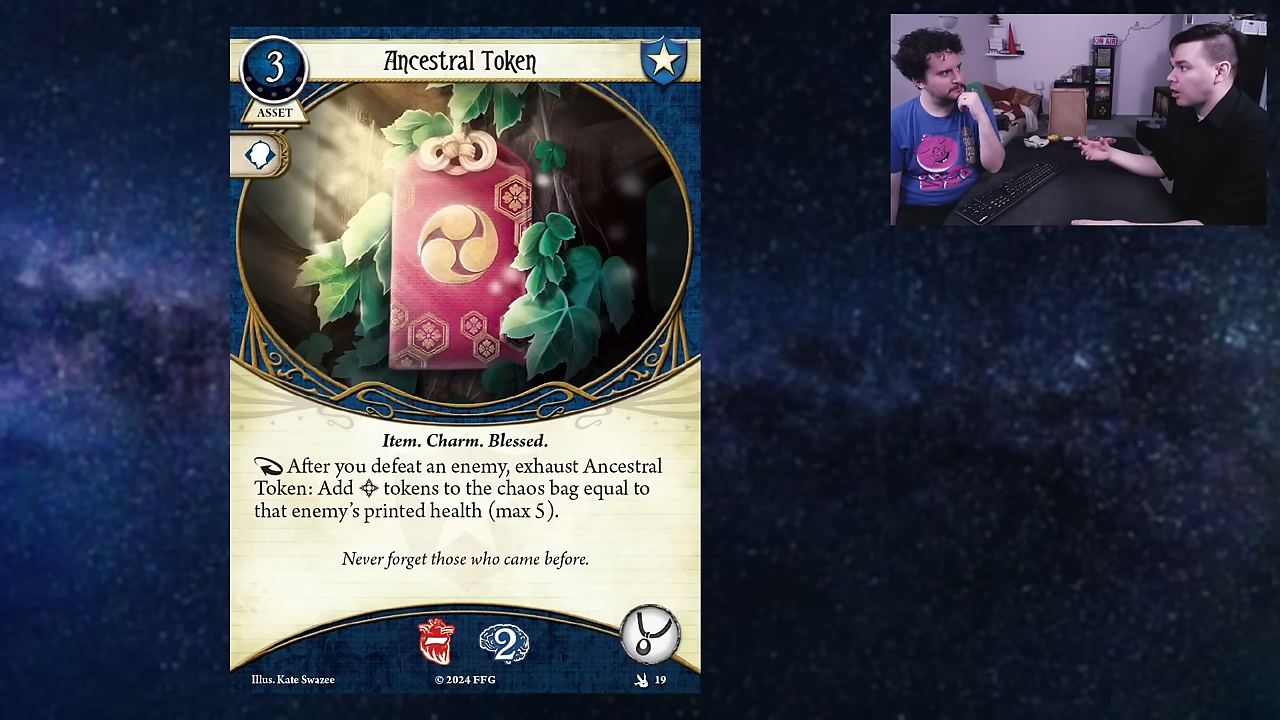 3
Ancestral Token
ASSET
Item. Charm. Blessed.
After you defeat an enemy, exhaust Ancestral
Token: Add tokens to the chaos bag equal to
that enemy's printed health (max 5).
Never forget those who came before.
2
Illus. Kate Swazee
© 2024 FFG
19
ON AIR